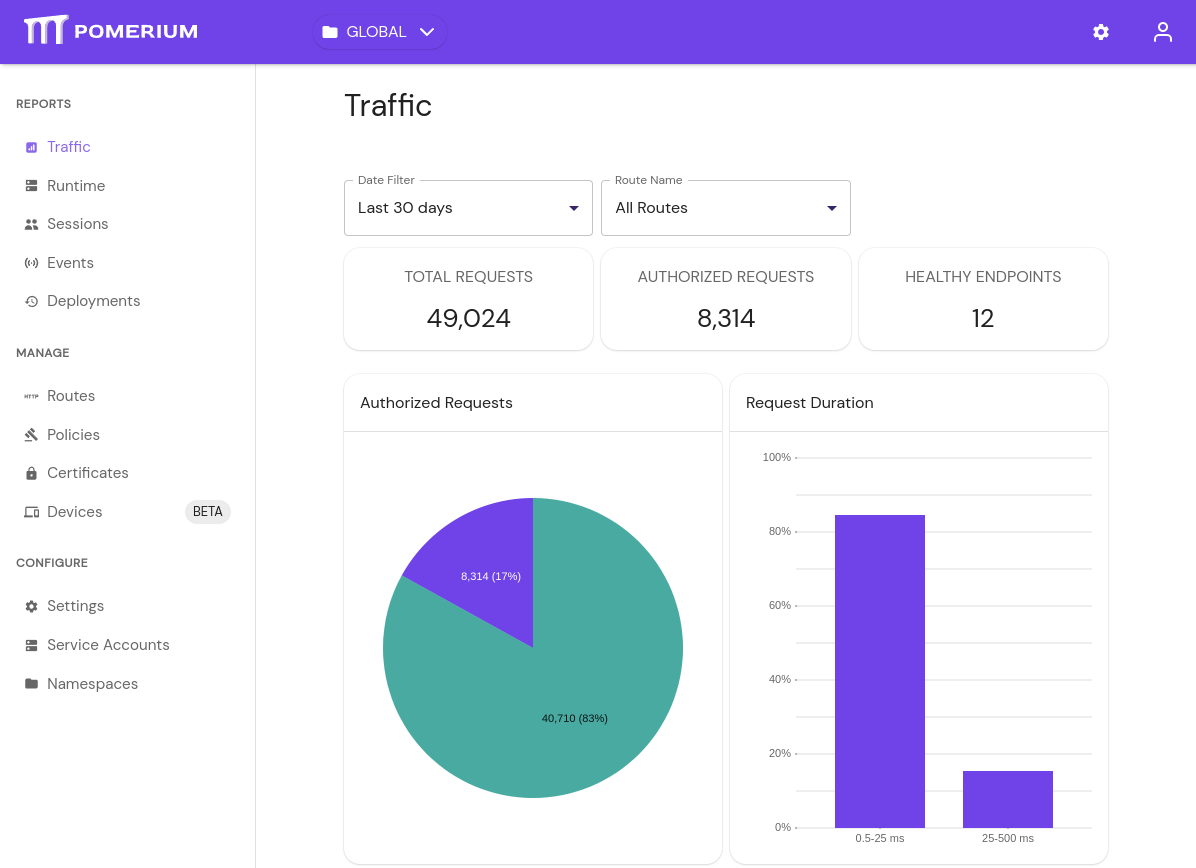 POMERIUM
GLOBAL
REPORTS
Traffic
Runtime
Sessions
Events
Deployments
MANAGE
HTTP Routes
Policies
Certificates
Devices BETA
CONFIGURE
Settings
Service Accounts
Namespaces
Traffic
Date Filter
Last 30 days
Route Name
All Routes
TOTAL REQUESTS
49,024
AUTHORIZED REQUESTS
8,314
HEALTHY ENDPOINTS
12
Authorized Requests
8,314 (17%)
40,710 (83%)
Request Duration
100%
80%
60%
40%
20%
0%
0.5-25 ms
25-500 ms